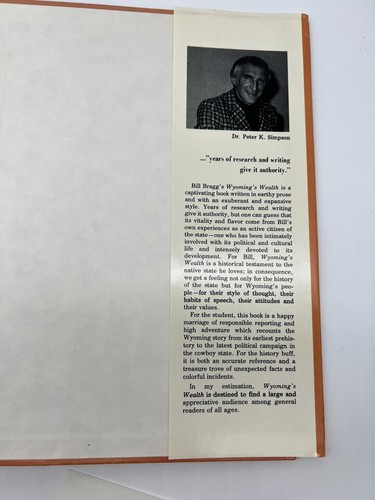 Dr. Peter K. Simpson
..."years of research and writing
give it authority."
Bill Bragg's Wyoming's Wealth is a
captivating book written in earthy prose
and with an exuberant and expansive
style. Years of research and writing
give it authority, but one can guess that
its vitality and flavor come from Bill's
own experiences as an active citizen of
the state—one who has been intimately
involved with its political and cultural
life and intensely devoted to its
development. For Bill, Wyoming's
Wealth is a historical testament to the
native state he loves; in consequence,
we get a feeling not only for the history
of the state but for Wyoming's peo-
ple—for their style of thought, their
habits of speech, their attitudes and
their values.
For the student, this book is a happy
marriage of responsible reporting and
high adventure which recounts the
Wyoming story from its earliest prehis-
tory to the latest political campaign in
the cowboy state. For the history buff,
it is both an accurate reference and a
treasure trove of unexpected facts and
colorful incidents.
In my estimation, Wyoming's
Wealth is destined to find a large and
appreciative audience among general
readers of all ages.